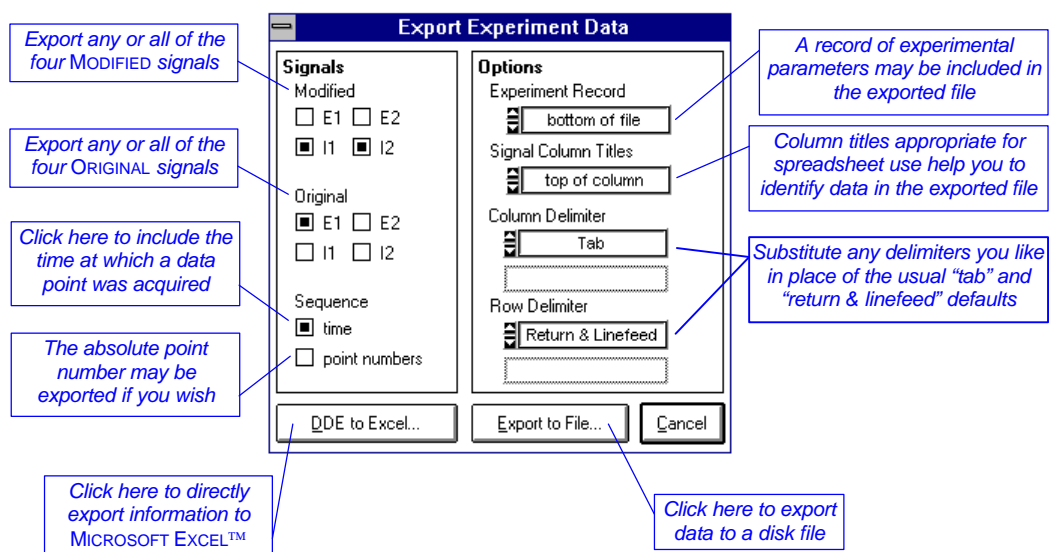 Export Experiment Data
Export any or all of the
four MODIFIED signals
Export any or all of the
four ORIGINAL signals
Click here to include the
time at which a data
point was acquired
The absolute point
number may be
exported if you wish
Signals
Modified
E1 E2
I1 I2
Original
E1 E2
I1 I2
Sequence
time
point numbers
Options
Experiment Record
bottom of file
Signal Column Titles
top of column
Column Delimiter
Tab
Row Delimiter
Return & Linefeed
A record of experimental
parameters may be included in
the exported file
Column titles appropriate for
spreadsheet use help you to
identify data in the exported file
Substitute any delimiters you like
in place of the usual “tab” and
“return & linefeed” defaults
DDE to Excel...
Export to File...
Cancel
Click here to directly
export information to
MICROSOFT EXCEL™
Click here to export
data to a disk file